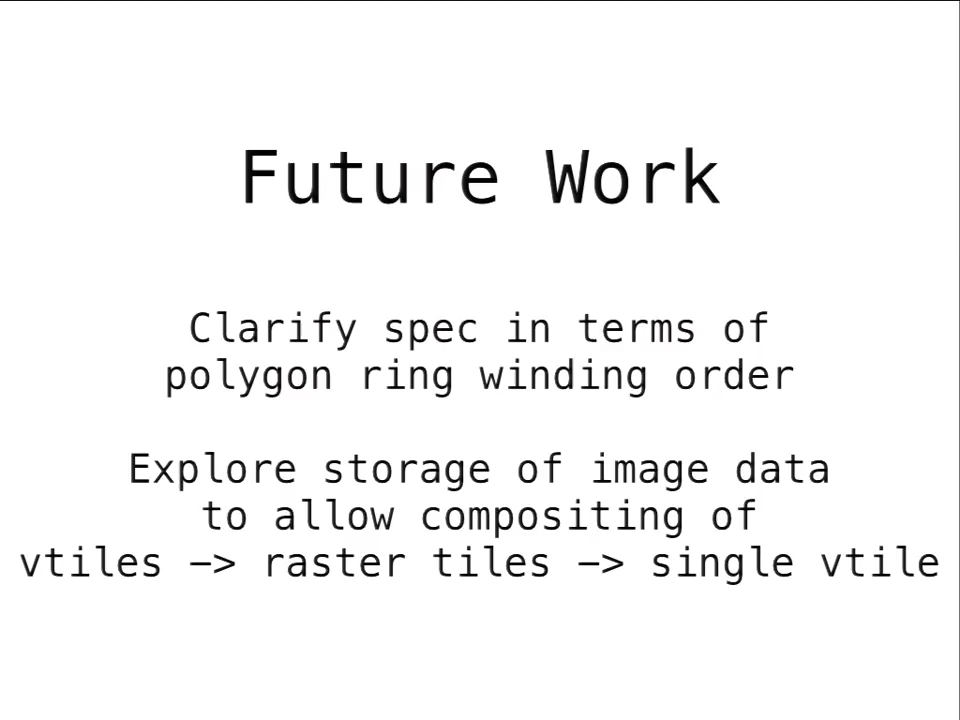 Future Work
Clarify spec in terms of
polygon ring winding order
Explore storage of image data
to allow compositing of
vtiles —> raster tiles —> single vtile